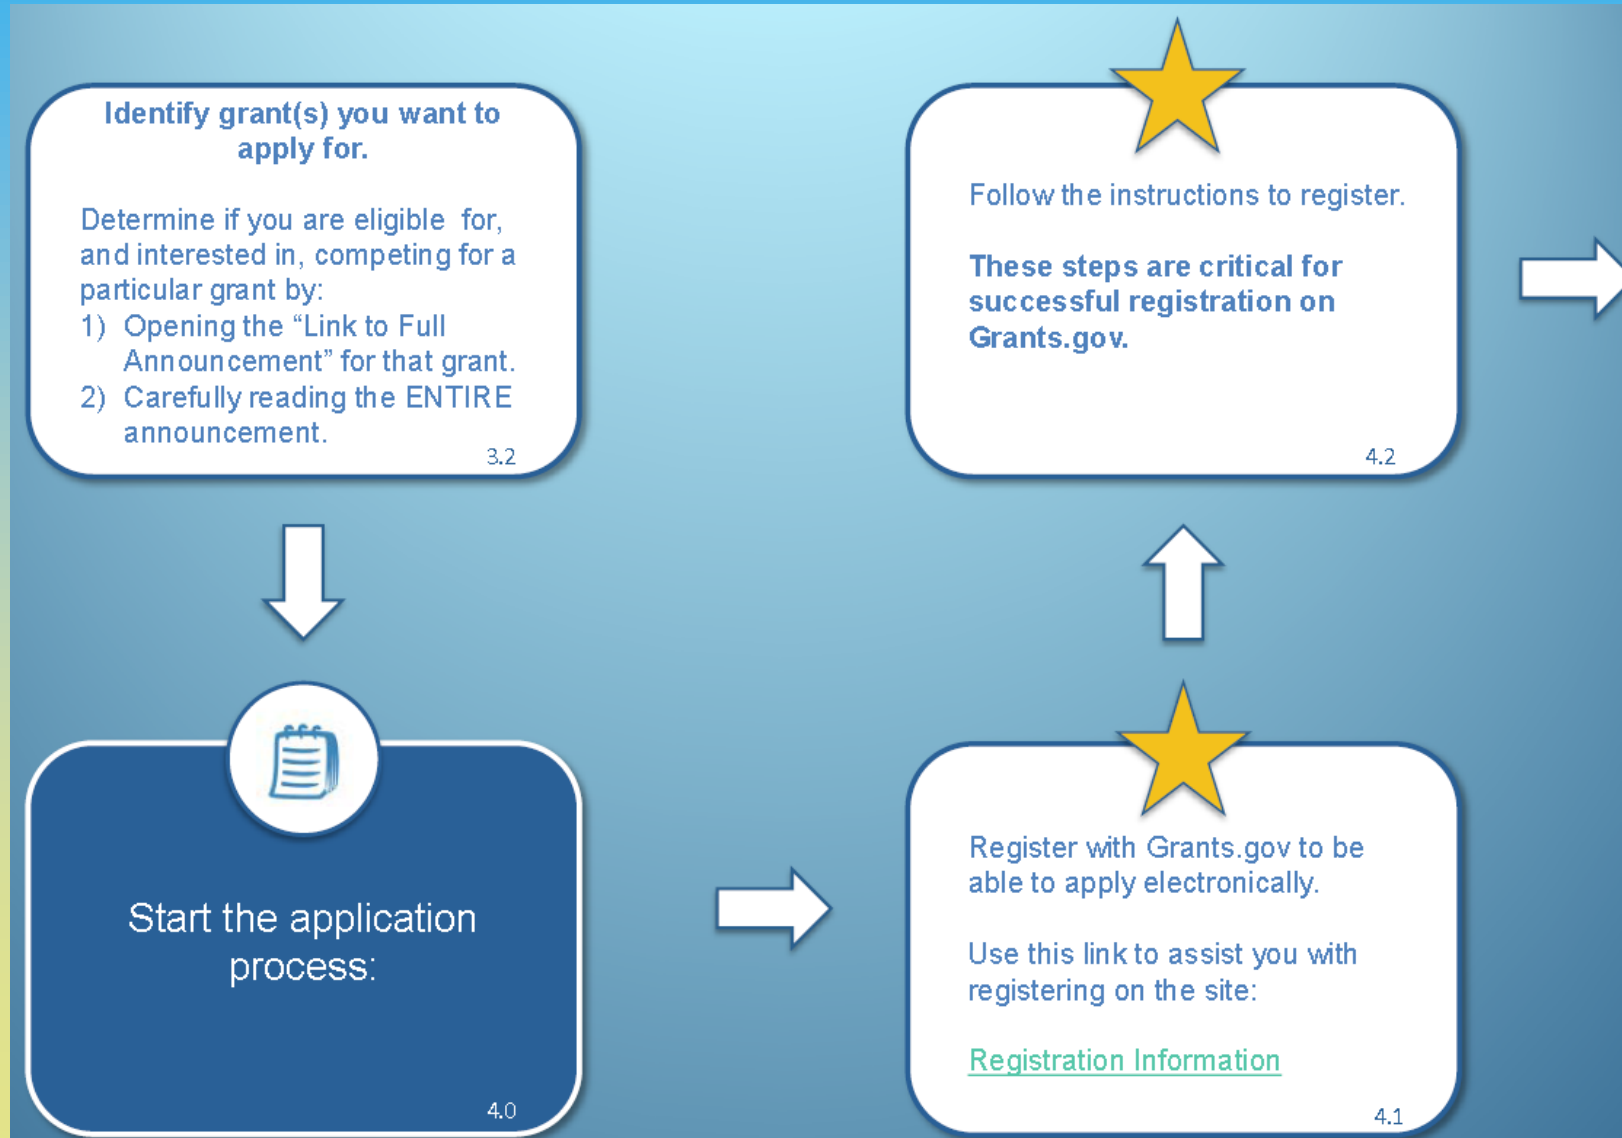 Identify grant(s) you want to
apply for.
Determine if you are eligible for,
and interested in, competing for a
particular grant by:
1) Opening the “Link to Full
Announcement” for that grant.
2) Carefully reading the ENTIRE
announcement.
3.2
Start the application
process:
4.0
Register with Grants.gov to be
able to apply electronically.
Use this link to assist you with
registering on the site:
Registration Information
4.1
Follow the instructions to register.
These steps are critical for
successful registration on
Grants.gov.
4.2